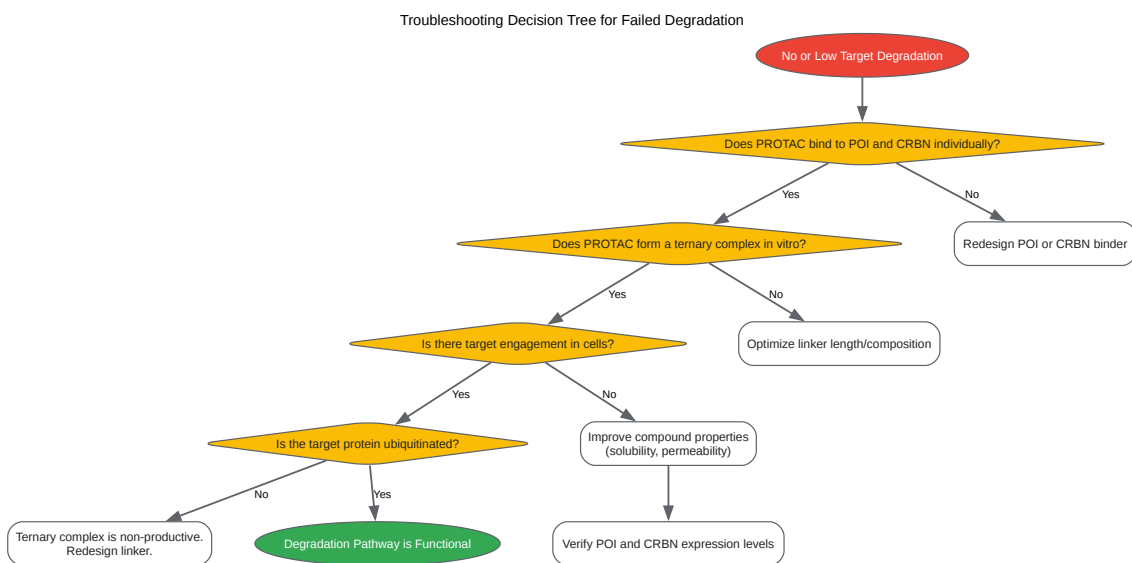 Troubleshooting Decision Tree for Failed Degradation
No or Low Target Degradation
Does PROTAC bind to POI and CRBN individually?
Yes
No
Does PROTAC form a ternary complex in vitro?
Redesign POI or CRBN binder
Yes
No
Is there target engagement in cells?
Optimize linker length/composition
Yes
No
Is the target protein ubiquitinated?
Improve compound properties
(solubility, permeability)
No
Yes
Ternary complex is non-productive.
Redesign linker.
Degradation Pathway is Functional
Verify POI and CRBN expression levels